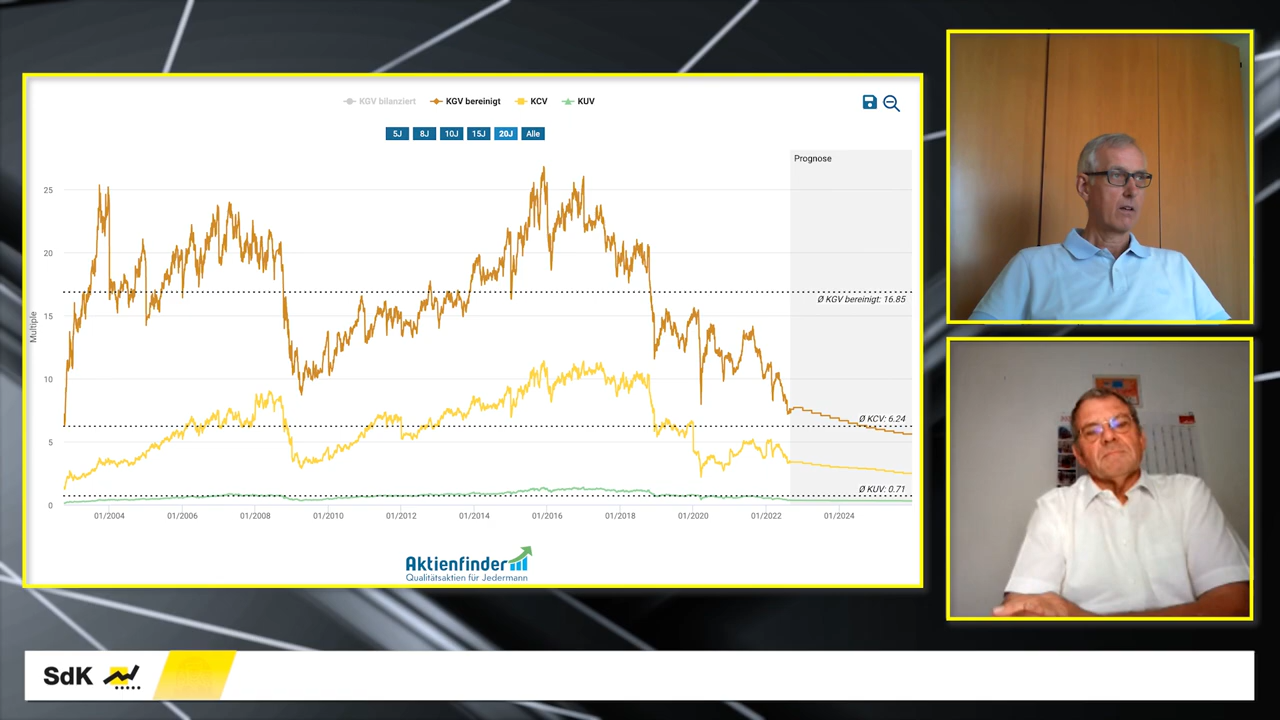 KGV bilanziert
KGV bereinigt
KCV
KUV
5J
8J
10J
15J
20J
Alle
Prognose
Multiple
25
20
15
10
5
0
Ø KGV bereinigt: 16.85
Ø KCV: 6.24
Ø KUV: 0.71
01/2004
01/2006
01/2008
01/2010
01/2012
01/2014
01/2016
01/2018
01/2020
01/2022
01/2024
Aktienfinder
Qualitätsaktien für Jedermann
SdK